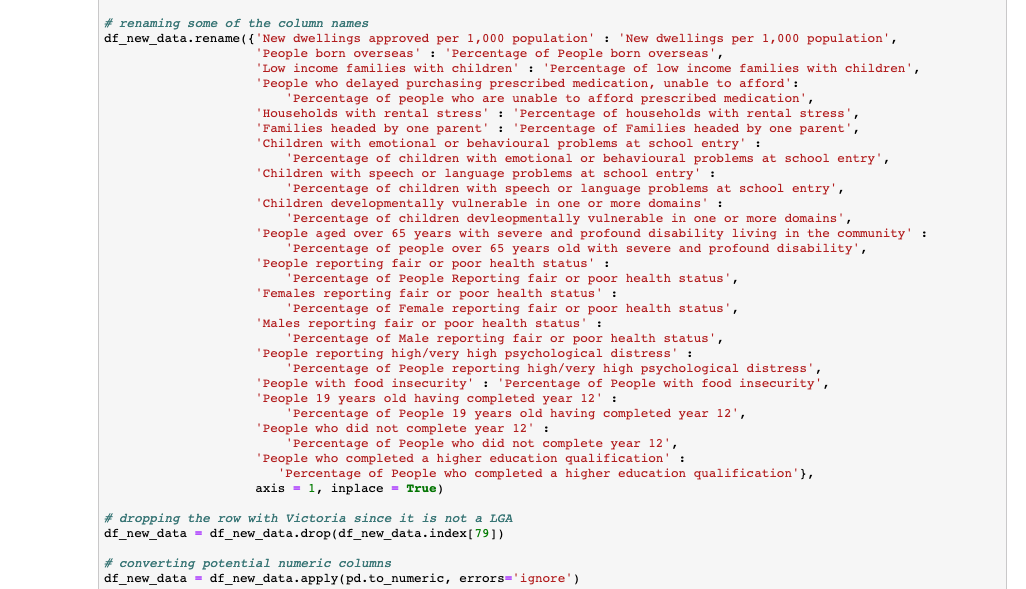 # renaming some of the column names
df_new_data.rename({'New dwellings approved per 1,000 population' : 'New dwellings per 1,000 population',
'People born overseas' : 'Percentage of People born overseas',
'Low income families with children' : 'Percentage of low income families with children',
'People who delayed purchasing prescribed medication, unable to afford':
'Percentage of people who are unable to afford prescribed medication',
'Households with rental stress' : 'Percentage of households with rental stress',
'Families headed by one parent' : 'Percentage of Families headed by one parent',
'Children with emotional or behavioural problems at school entry' :
'Percentage of children with emotional or behavioural problems at school entry',
'Children with speech or language problems at school entry' :
'Percentage of children with speech or language problems at school entry',
'Children developmentally vulnerable in one or more domains' :
'Percentage of children devleopmentally vulnerable in one or more domains',
'People aged over 65 years with severe and profound disability living in the community' :
'Percentage of people over 65 years old with severe and profound disability',
'People reporting fair or poor health status' :
'Percentage of People Reporting fair or poor health status',
'Females reporting fair or poor health status' :
'Percentage of Female reporting fair or poor health status',
'Males reporting fair or poor health status' :
'Percentage of Male reporting fair or poor health status',
'People reporting high/very high psychological distress' :
'Percentage of People reporting high/very high psychological distress',
'People with food insecurity' : 'Percentage of People with food insecurity',
'People 19 years old having completed year 12' :
'Percentage of People 19 years old having completed year 12',
'People who did not complete year 12' :
'Percentage of People who did not complete year 12',
'People who completed a higher education qualification' :
'Percentage of People who completed a higher education qualification'},
axis = 1, inplace = True)
# dropping the row with Victoria since it is not a LGA
df_new_data = df_new_data.drop(df_new_data.index[79])
# converting potential numeric columns
df_new_data = df_new_data.apply(pd.to_numeric, errors='ignore')